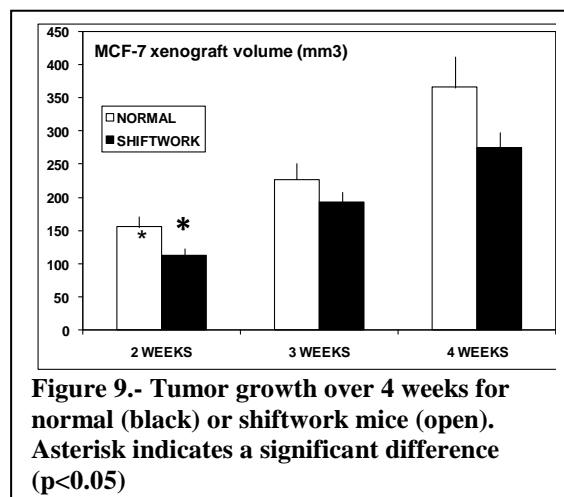 450
MCF-7 xenograft volume (mm3)
400
350
NORMAL
SHIFTWORK
300
250
200
150
*
*
100
50
0
2 WEEKS 3 WEEKS 4 WEEKS
Figure 9.- Tumor growth over 4 weeks for
normal (black) or shiftwork mice (open).
Asterisk indicates a significant difference
(p<0.05)